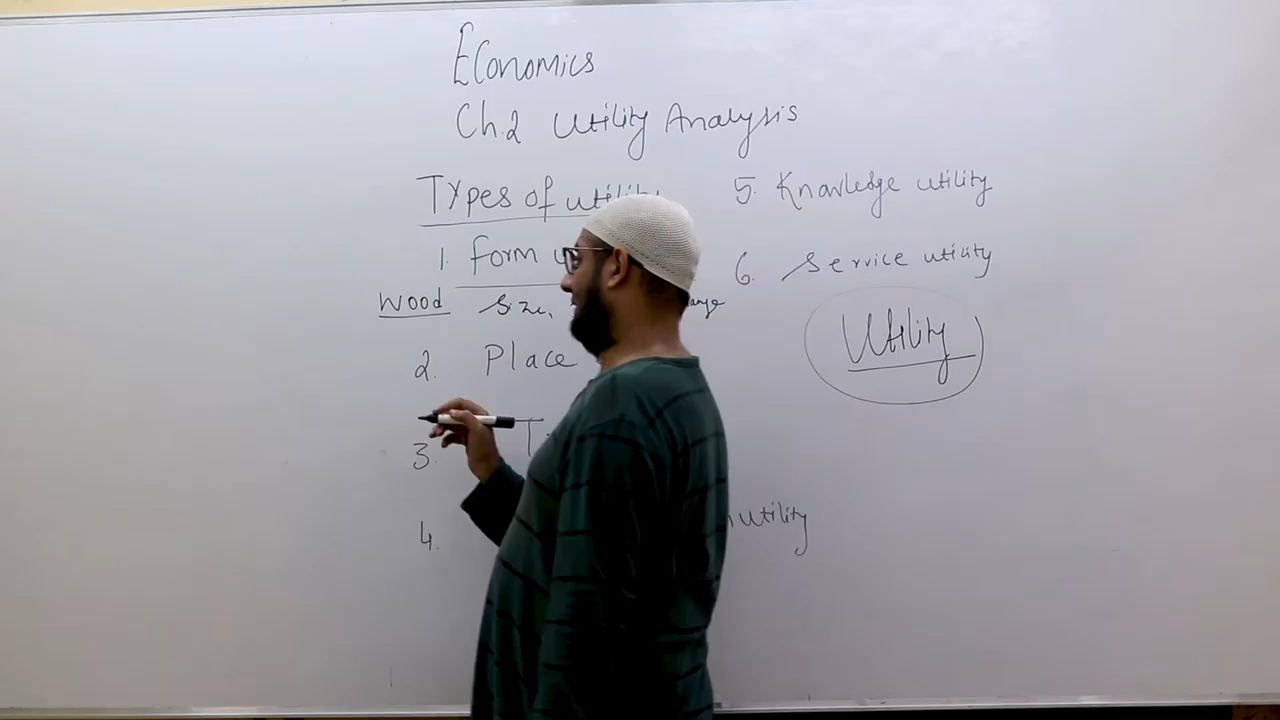 Economics
Ch.2 Utility Analysis
Types of utility
1. Form u
Wood Size,
2. Place
3. T
4. utility
5. Knowledge utility
6. Service utility
Utility